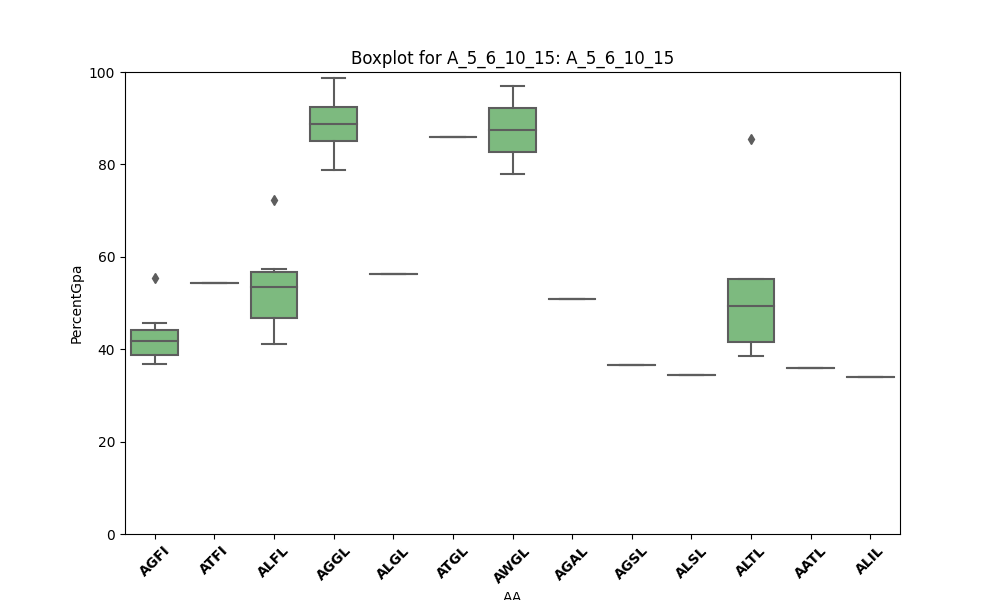 Boxplot for A_5_6_10_15: A_5_6_10_15
100
80
60
40
20
0
PercentGpa
AGFI ATFI ALFL AGGL ALGL ATGL AWGL AGAL AGSL ALSL ALTL AATL ALIL
AA